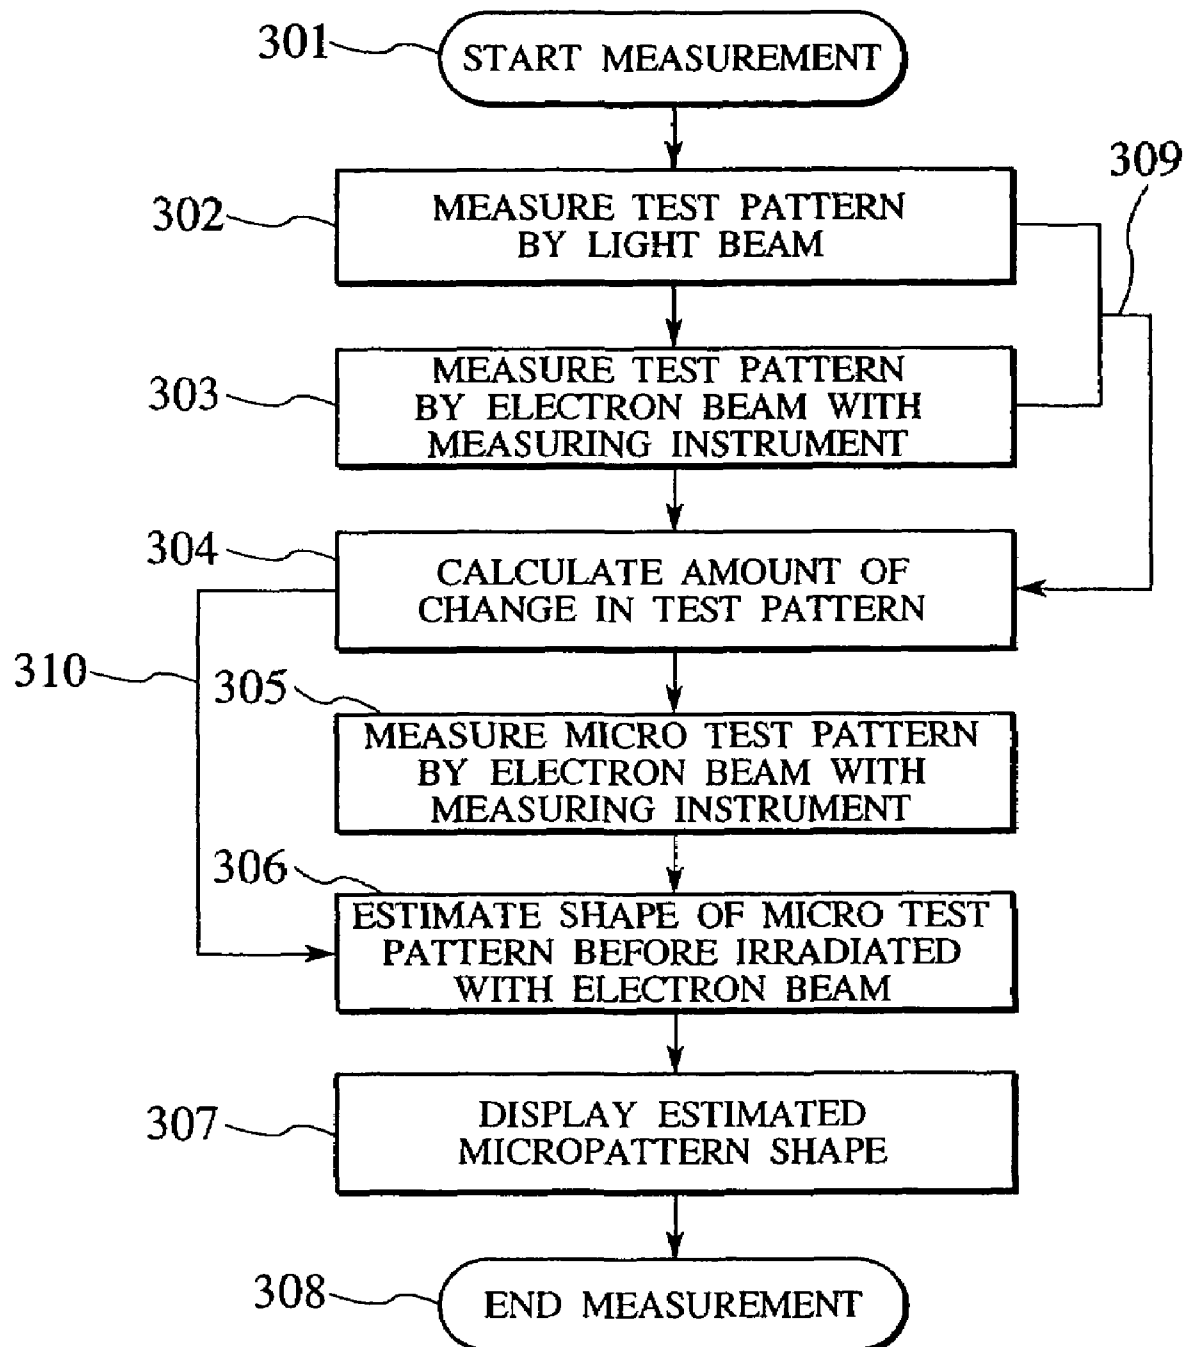 301
START MEASUREMENT
309
302
MEASURE TEST PATTERN
BY LIGHT BEAM
303
MEASURE TEST PATTERN
BY ELECTRON BEAM WITH
MEASURING INSTRUMENT
304
CALCULATE AMOUNT OF
CHANGE IN TEST PATTERN
310
305
MEASURE MICRO TEST PATTERN
BY ELECTRON BEAM WITH
MEASURING INSTRUMENT
306
ESTIMATE SHAPE OF MICRO TEST
PATTERN BEFORE IRRADIATED
WITH ELECTRON BEAM
307
DISPLAY ESTIMATED
MICROPATTERN SHAPE
308
END MEASUREMENT